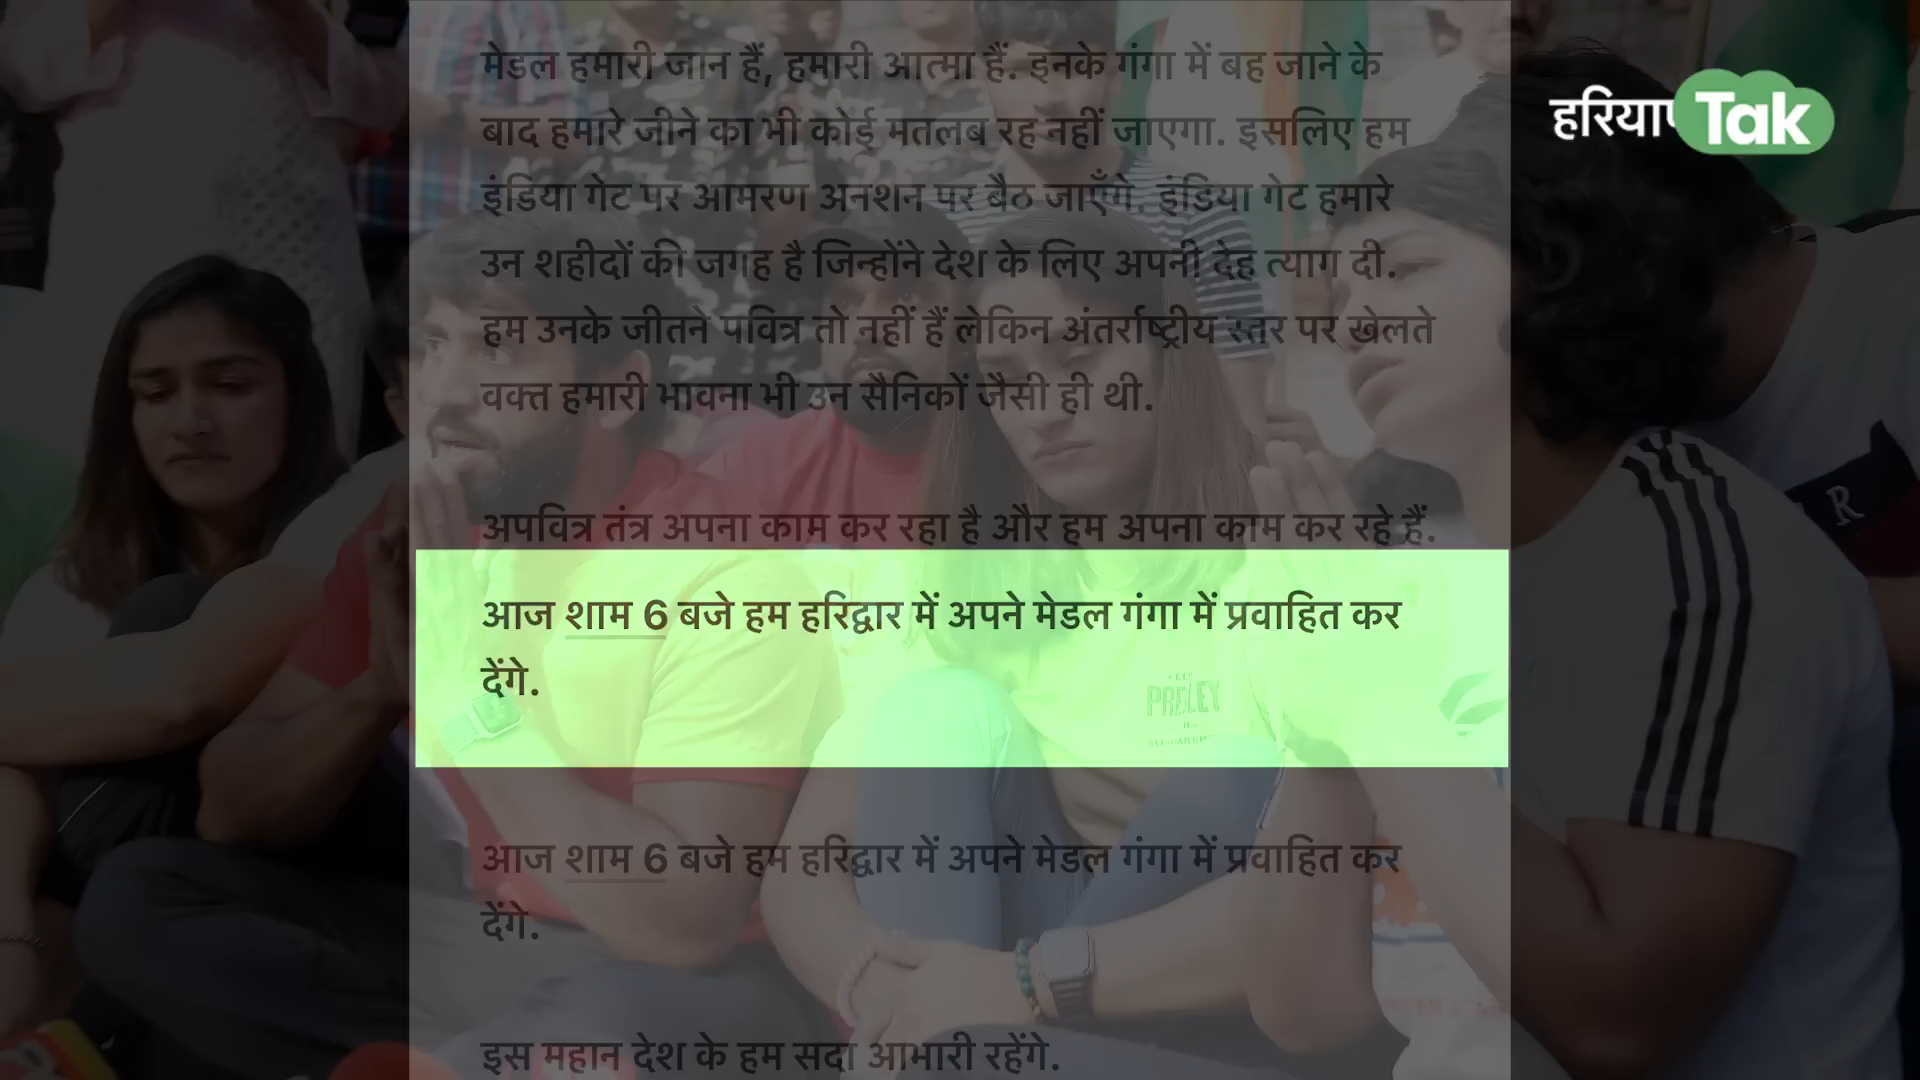 मेडल हमारी जान हैं, हमारी आत्मा हैं. इनके गंगा में बह जाने के
बाद हमारे जीने का भी कोई मतलब रह नहीं जाएगा. इसलिए हम
इंडिया गेट पर आमरण अनशन पर बैठ जाएँगे. इंडिया गेट हमारे
उन शहीदों की जगह है जिन्होंने देश के लिए अपनी देह त्याग दी.
हम उनके जीतने पवित्र तो नहीं हैं लेकिन अंतर्राष्ट्रीय स्तर पर खेलते
वक्त हमारी भावना भी उन सैनिकों जैसी ही थी.
अपवित्र तंत्र अपना काम कर रहा है और हम अपना काम कर रहे हैं.
आज शाम 6 बजे हम हरिद्वार में अपने मेडल गंगा में प्रवाहित कर
देंगे.
आज शाम 6 बजे हम हरिद्वार में अपने मेडल गंगा में प्रवाहित कर
देंगे.
इस महान देश के हम सदा आभारी रहेंगे.
Tak
R